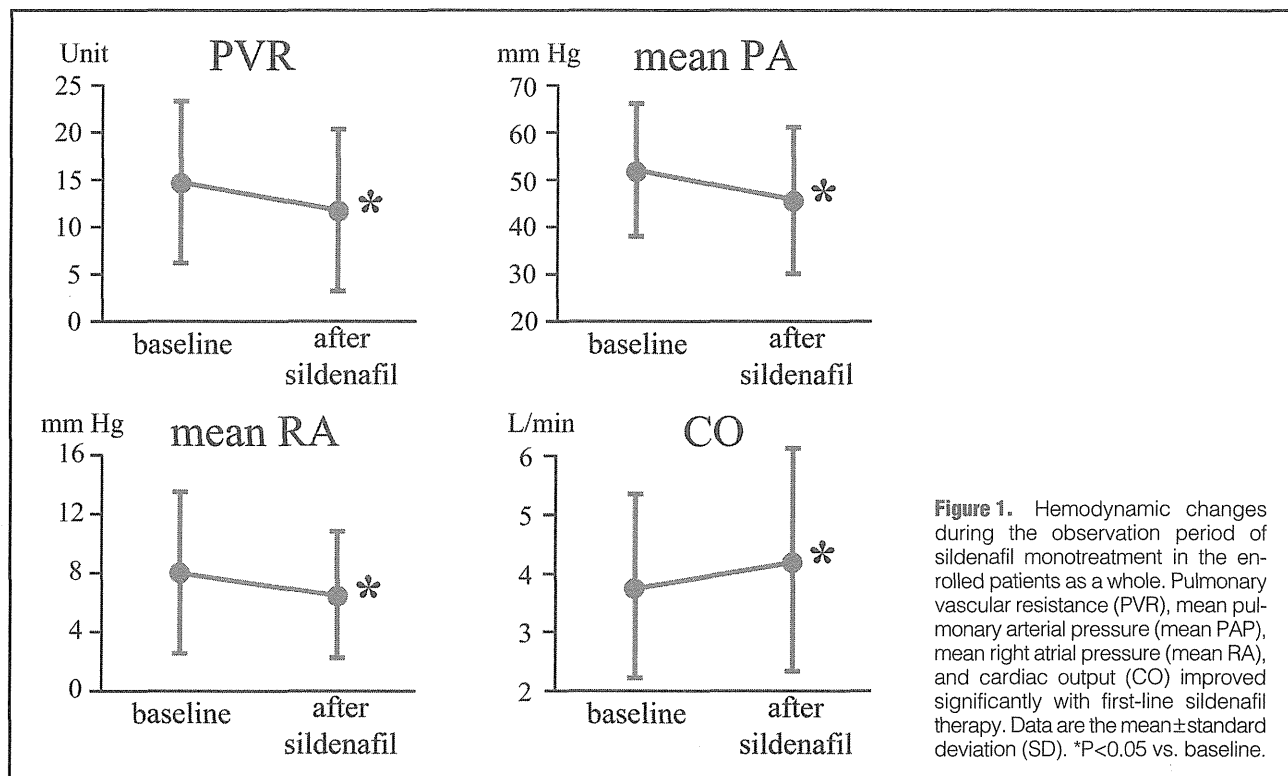 Unit PVR
25
20
15
10
5
0
*
baseline after
sildenafil
mm Hg mean PA
70
60
50
40
30
20
*
baseline after
sildenafil
mm Hg mean RA
16
12
8
4
0
*
baseline after
sildenafil
L/min CO
6
5
4
3
2
*
baseline after
sildenafil
Figure 1. Hemodynamic changes
during the observation period of
sildenafil monotreatment in the en-
rolled patients as a whole. Pulmonary
vascular resistance (PVR), mean pul-
monary arterial pressure (mean PAP),
mean right atrial pressure (mean RA),
and cardiac output (CO) improved
significantly with first-line sildenafil
therapy. Data are the mean±standard
deviation (SD). *P<0.05 vs. baseline.